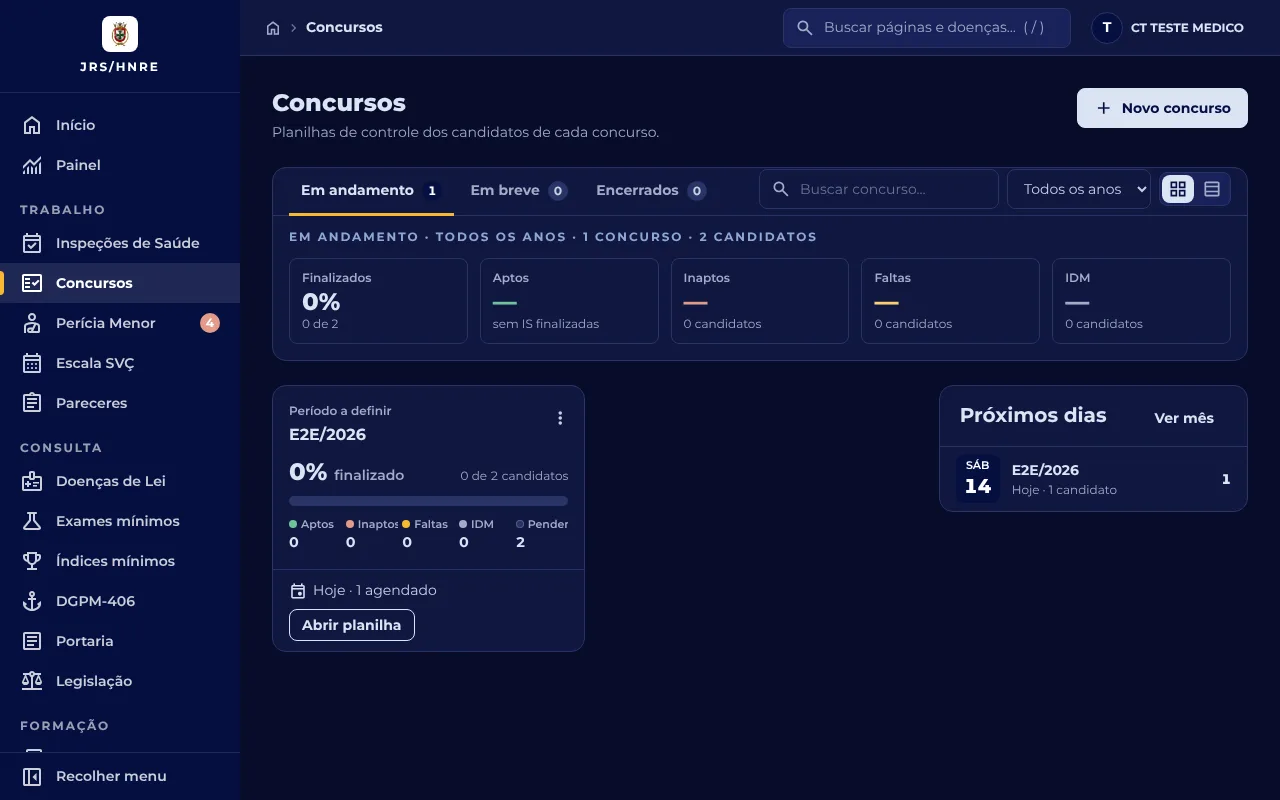 JRS/HNRE
Início
Painel
TRABALHO
Inspeções de Saúde
Concursos
Perícia Menor 4
Escala SVÇ
Pareceres
CONSULTA
Doenças de Lei
Exames mínimos
Índices mínimos
DGPM-406
Portaria
Legislação
FORMAÇÃO
Recolher menu
Concursos
Buscar páginas e doenças... ( / )
T CT TESTE MEDICO
Concursos
Planilhas de controle dos candidatos de cada concurso.
+ Novo concurso
Em andamento 1 Em breve 0 Encerrados 0
Buscar concurso...
Todos os anos
EM ANDAMENTO · TODOS OS ANOS · 1 CONCURSO · 2 CANDIDATOS
Finalizados
0%
0 de 2
Aptos
—
sem IS finalizadas
Inaptos
—
0 candidatos
Faltas
—
0 candidatos
IDM
—
0 candidatos
Período a definir
E2E/2026
0% finalizado 0 de 2 candidatos
Aptos Inaptos Faltas IDM Pender
0 0 0 0 2
Hoje · 1 agendado
Abrir planilha
Próximos dias Ver mês
SÁB
14
E2E/2026
Hoje · 1 candidato
1